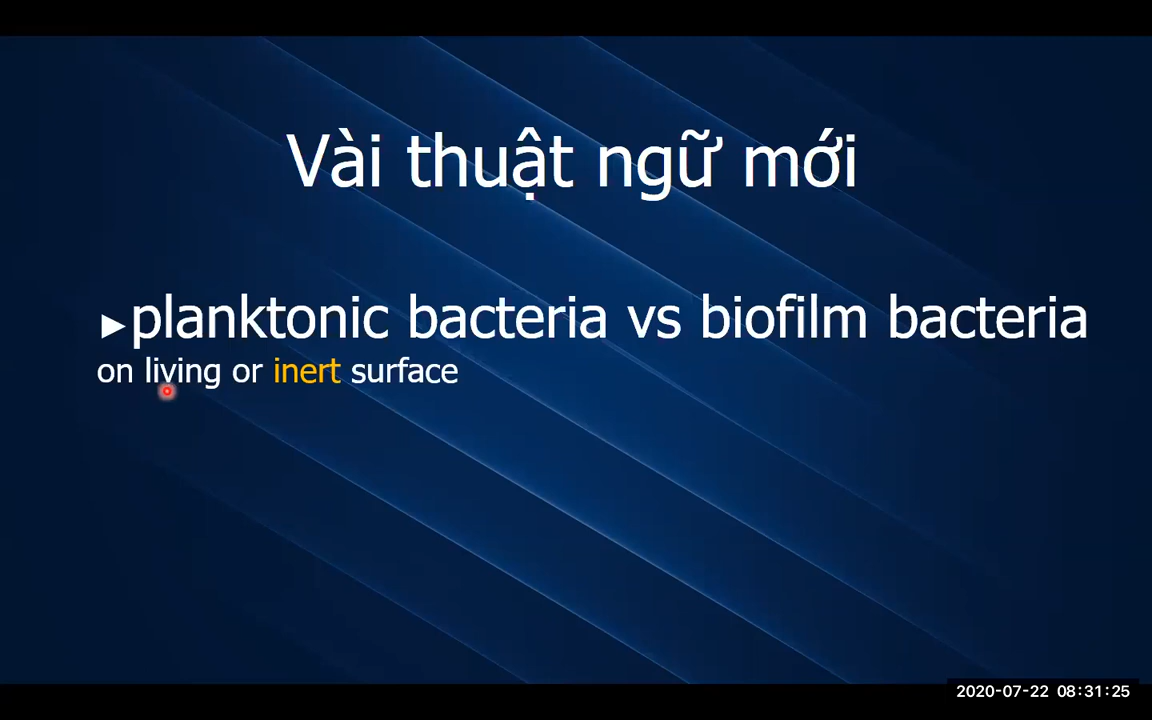 Vài thuật ngữ mới
►planktonic bacteria vs biofilm bacteria
on living or inert surface
2020-07-22 08:31:25